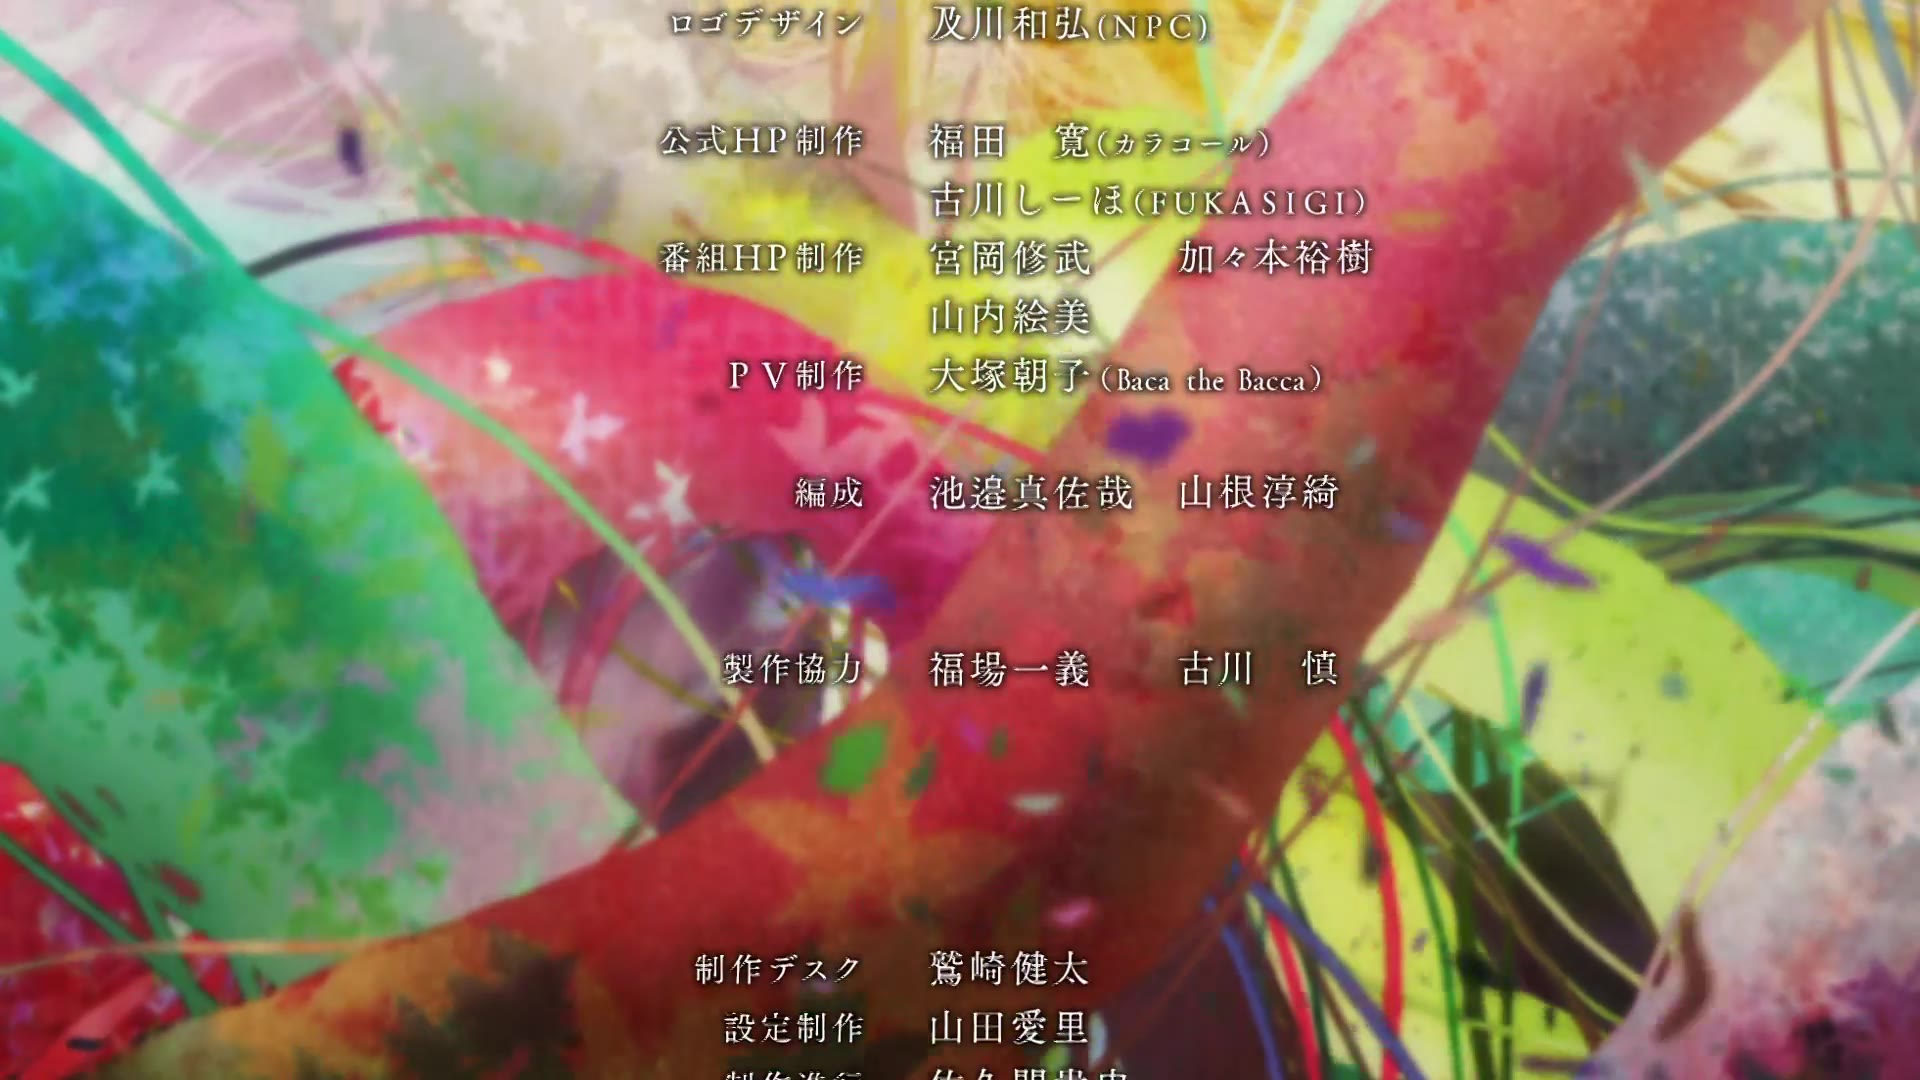 ロゴデザイン 及川和弘(NPC)
公式HP制作 福田 寛(カラコール)
古川しーほ(FUKASIGI)
番組HP制作 宮岡修武 加々本裕樹
山内絵美
PV制作 大塚朝子(Baca the Bacca)
編成 池邉真佐哉 山根淳綺
製作協力 福場一義 古川 慎
制作デスク 鷲崎健太
設定制作 山田愛里
制作進行